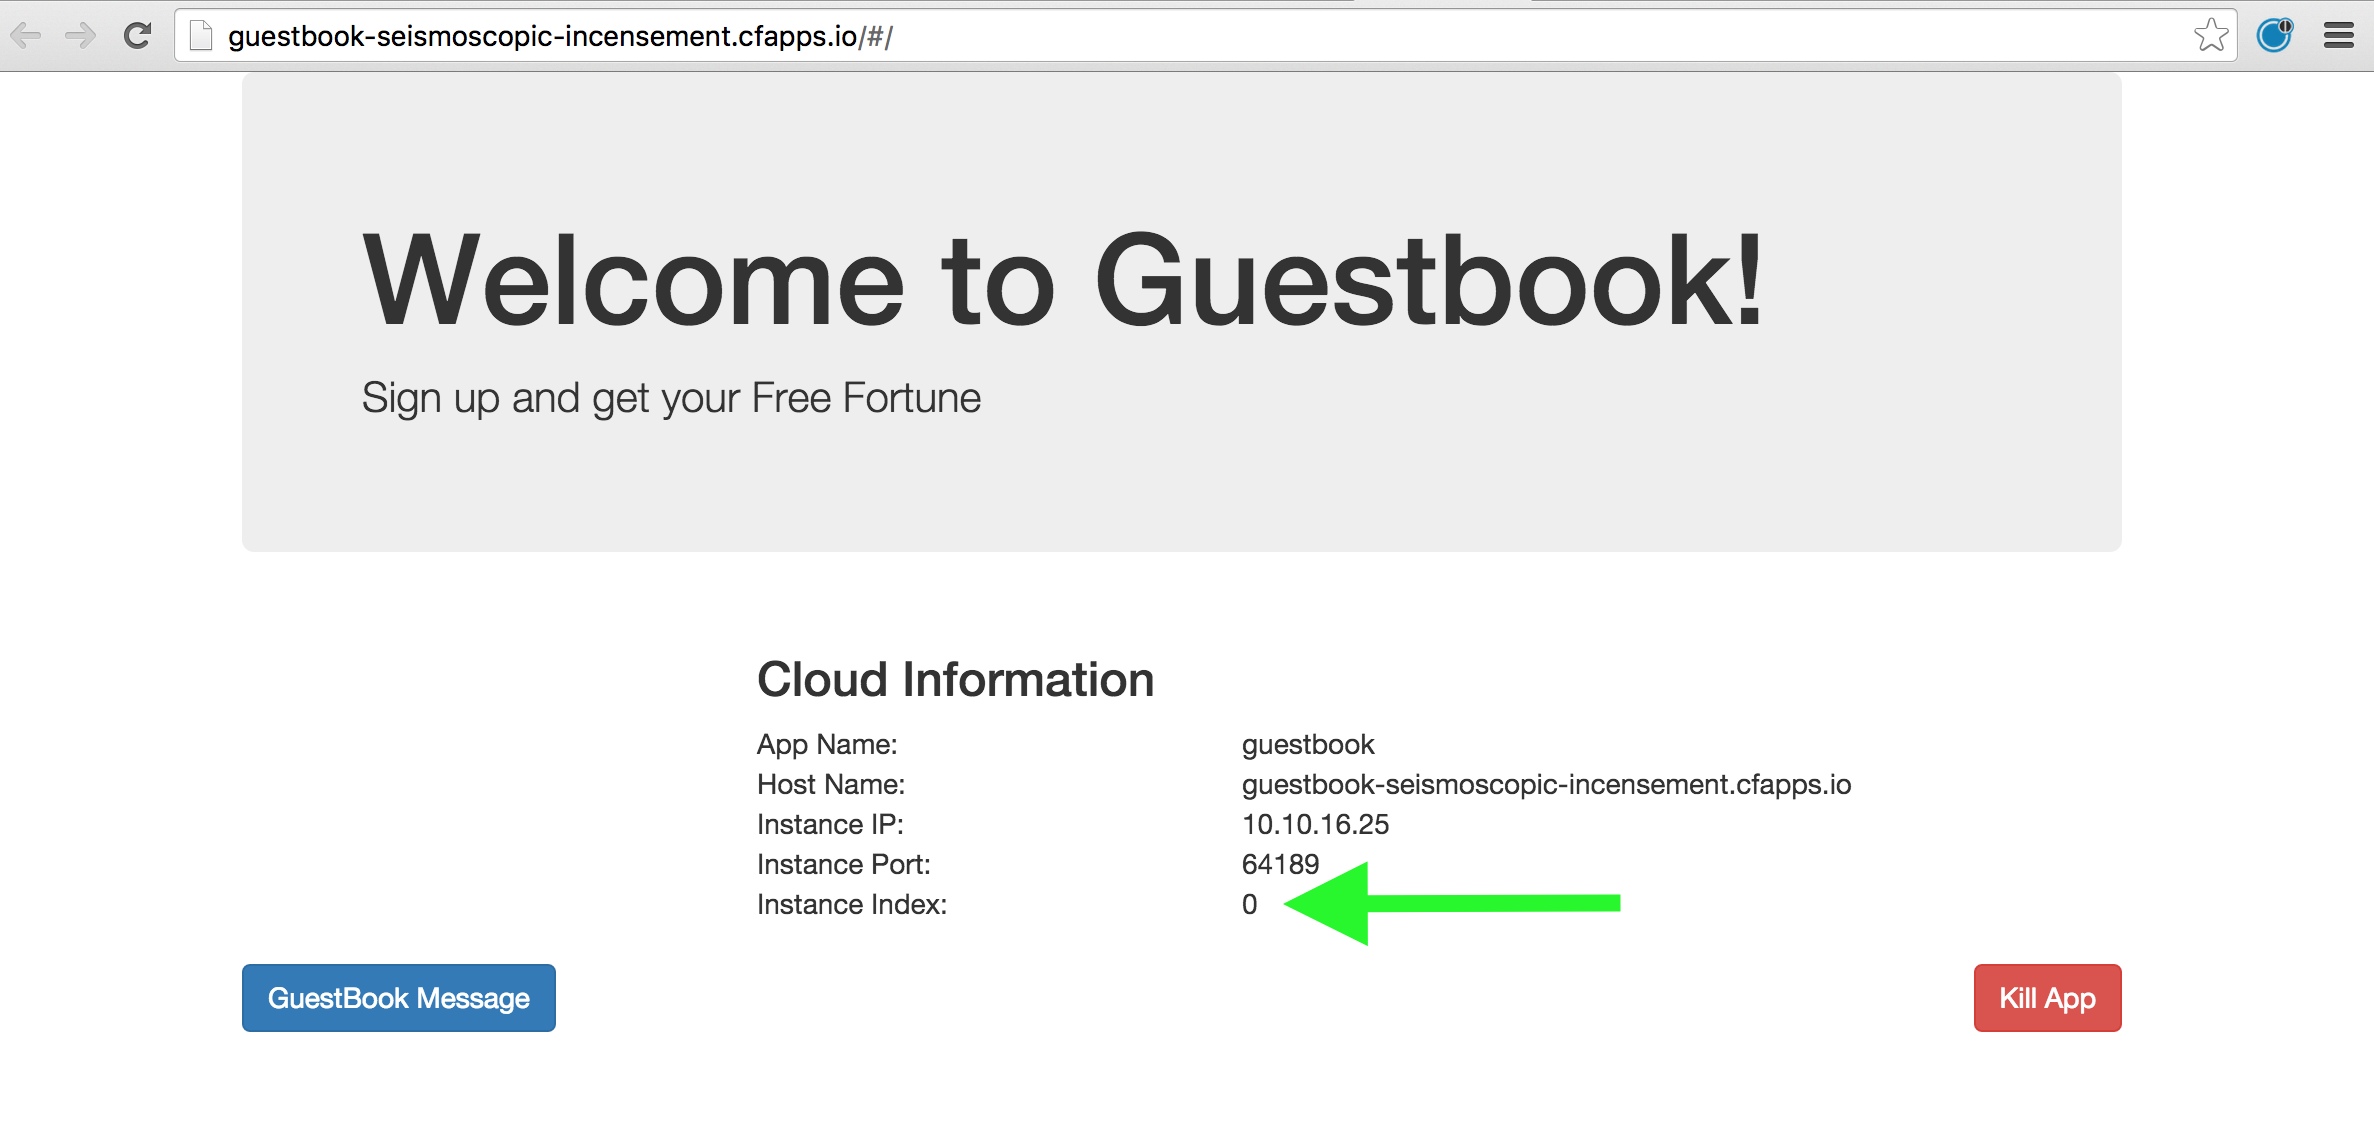 guestbook-seismoscopic-incensement.cfapps.io/#/
Welcome to Guestbook!
Sign up and get your Free Fortune
Cloud Information
App Name: guestbook
Host Name: guestbook-seismoscopic-incensement.cfapps.io
Instance IP: 10.10.16.25
Instance Port: 64189
Instance Index: 0
GuestBook Message Kill App